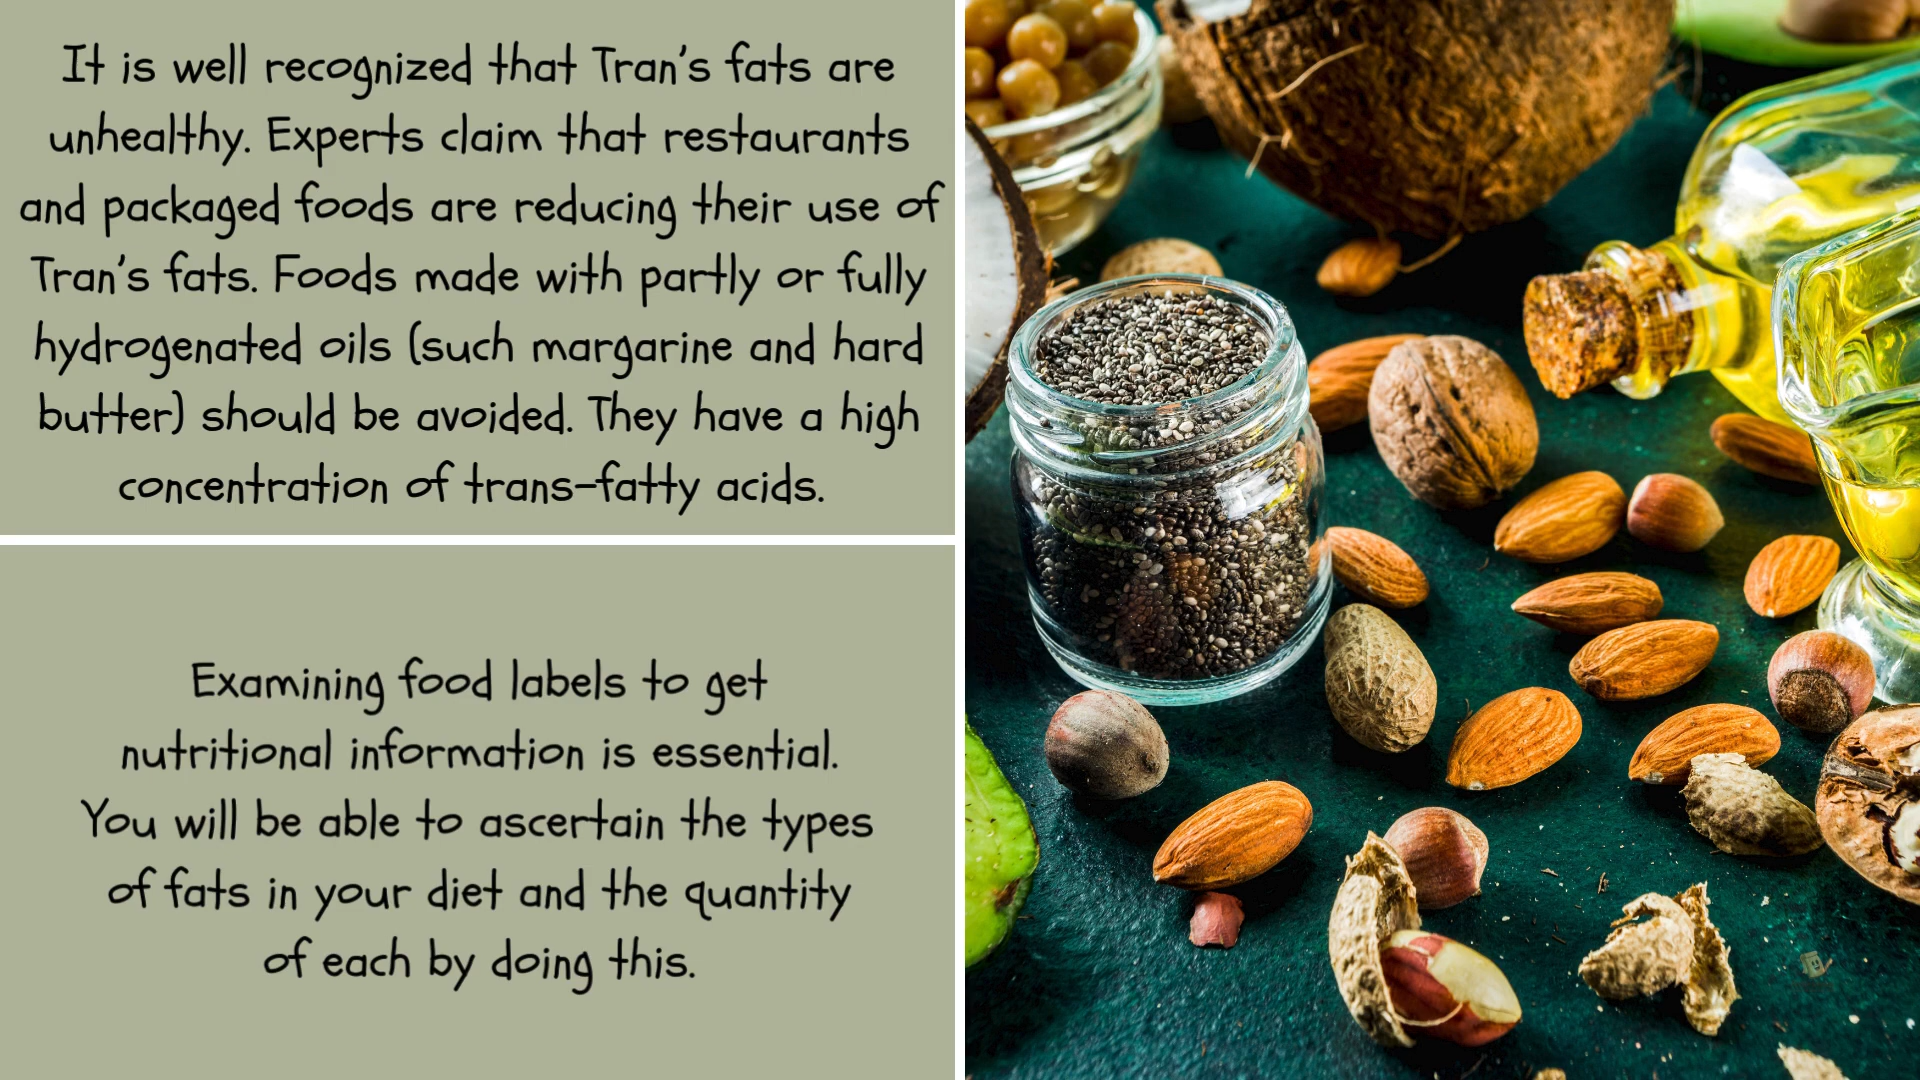 It is well recognized that Tran's fats are
unhealthy. Experts claim that restaurants
and packaged foods are reducing their use of
Tran's fats. Foods made with partly or fully
hydrogenated oils (such margarine and hard
butter) should be avoided. They have a high
concentration of trans-fatty acids.
Examining food labels to get
nutritional information is essential.
You will be able to ascertain the types
of fats in your diet and the quantity
of each by doing this.